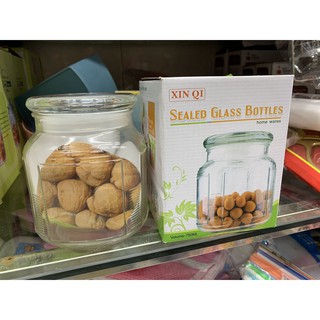 XIN QI
SEALED GLASS BOTTLES
home wares